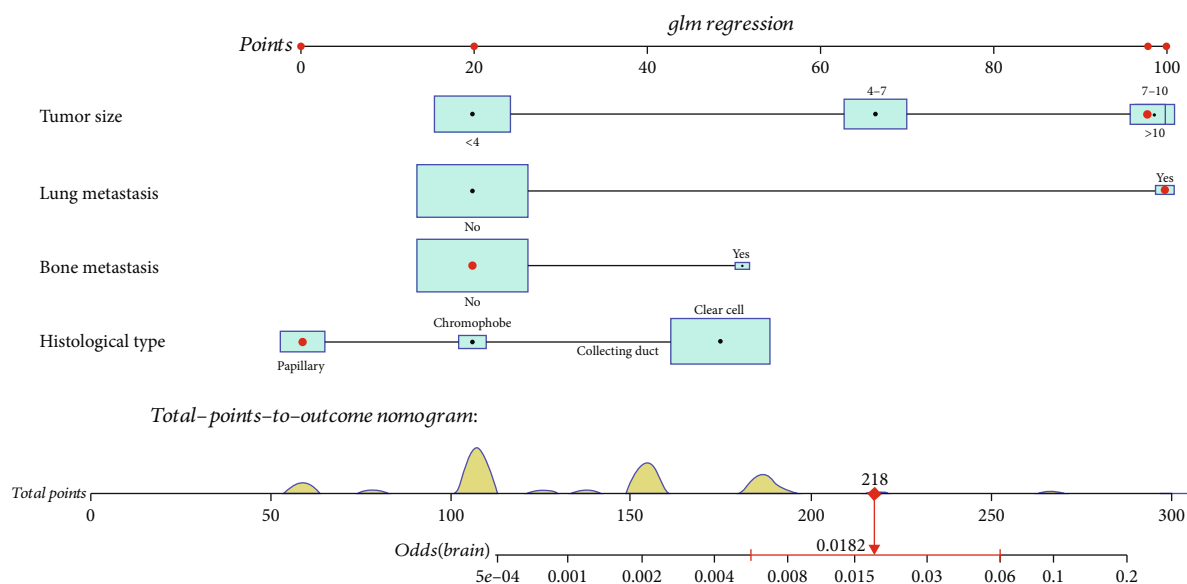 glm regression
Points
0 20 40 60 80 100
Tumor size
<4
4–7
7–10
>10
Lung metastasis
No
Yes
Bone metastasis
No
Yes
Histological type
Papillary
Chromophobe
Collecting duct
Clear cell
Total–points–to–outcome nomogram:
218
Total points
0 50 100 150 200 250 300
Odds(brain)
0.0182
5e–04 0.001 0.002 0.004 0.008 0.015 0.03 0.06 0.1 0.2